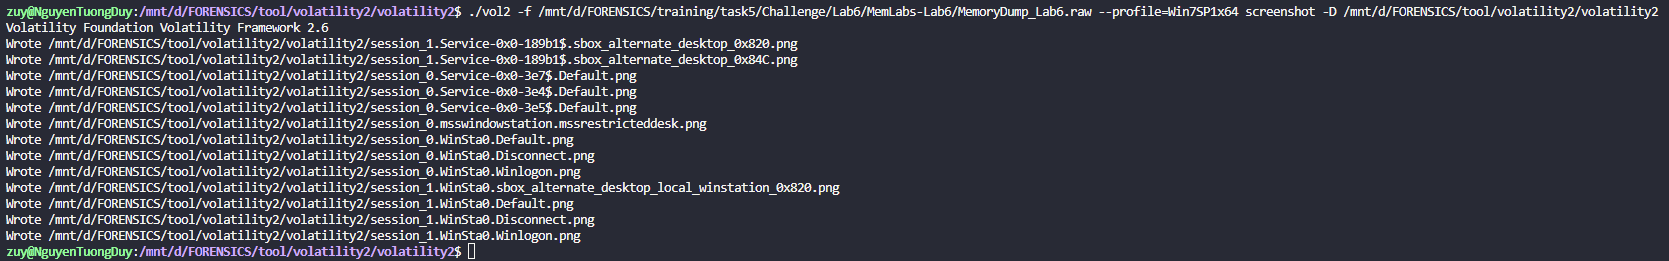 zuy@NguyenTuongDuy:/mnt/d/FORENSICS/tool/volatility2/volatility2$ ./vol2 -f /mnt/d/FORENSICS/training/task5/Challenge/Lab6/MemLabs-Lab6/MemoryDump_Lab6.raw --profile=Win7SP1x64 screenshot -D /mnt/d/FORENSICS/tool/volatility2/volatility2
Volatility Foundation Volatility Framework 2.6
Wrote /mnt/d/FORENSICS/tool/volatility2/volatility2/session_1.Service-0x0-189b1$.sbox_alternate_desktop_0x820.png
Wrote /mnt/d/FORENSICS/tool/volatility2/volatility2/session_1.Service-0x0-189b1$.sbox_alternate_desktop_0x84C.png
Wrote /mnt/d/FORENSICS/tool/volatility2/volatility2/session_0.Service-0x0-3e7$.Default.png
Wrote /mnt/d/FORENSICS/tool/volatility2/volatility2/session_0.Service-0x0-3e4$.Default.png
Wrote /mnt/d/FORENSICS/tool/volatility2/volatility2/session_0.Service-0x0-3e5$.Default.png
Wrote /mnt/d/FORENSICS/tool/volatility2/volatility2/session_0.msswindowstation.mssrestricteddesk.png
Wrote /mnt/d/FORENSICS/tool/volatility2/volatility2/session_0.WinSta0.Default.png
Wrote /mnt/d/FORENSICS/tool/volatility2/volatility2/session_0.WinSta0.Disconnect.png
Wrote /mnt/d/FORENSICS/tool/volatility2/volatility2/session_0.WinSta0.Winlogon.png
Wrote /mnt/d/FORENSICS/tool/volatility2/volatility2/session_1.WinSta0.sbox_alternate_desktop_local_winstation_0x820.png
Wrote /mnt/d/FORENSICS/tool/volatility2/volatility2/session_1.WinSta0.Default.png
Wrote /mnt/d/FORENSICS/tool/volatility2/volatility2/session_1.WinSta0.Disconnect.png
Wrote /mnt/d/FORENSICS/tool/volatility2/volatility2/session_1.WinSta0.Winlogon.png
zuy@NguyenTuongDuy:/mnt/d/FORENSICS/tool/volatility2/volatility2$